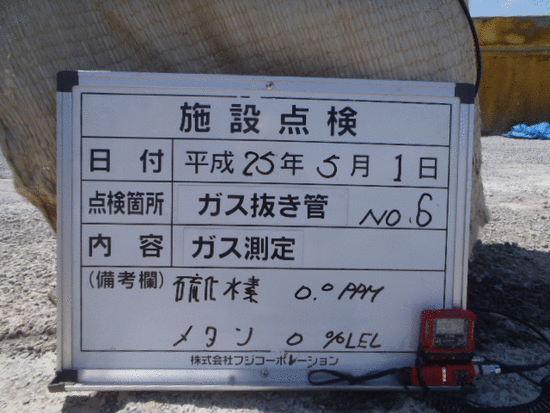 施設点検
日付 平成25年5月1日
点検箇所 ガス抜き管 NO.6
内容 ガス測定
(備考欄) 硫化水素 0.0 PPM
メタン 0 %LEL
株式会社フジコーポレーション